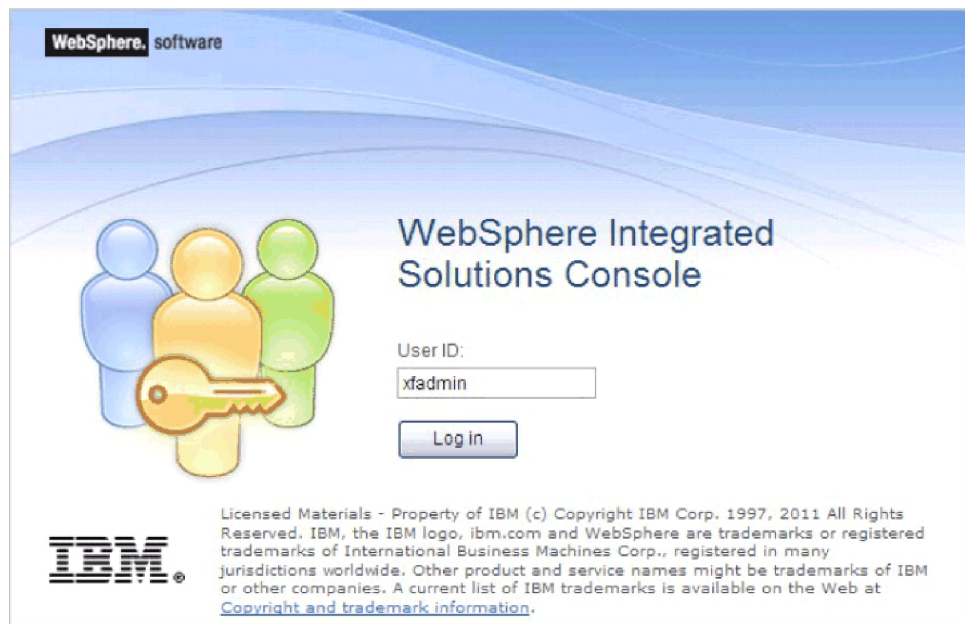 WebSphere. software
WebSphere Integrated
Solutions Console
User ID:
xfadmin
Log in
Licensed Materials - Property of IBM (c) Copyright IBM Corp. 1997, 2011 All Rights
Reserved. IBM, the IBM logo, ibm.com and WebSphere are trademarks or registered
trademarks of International Business Machines Corp., registered in many
jurisdictions worldwide. Other product and service names might be trademarks of IBM
or other companies. A current list of IBM trademarks is available on the Web at
Copyright and trademark information.
IBM®